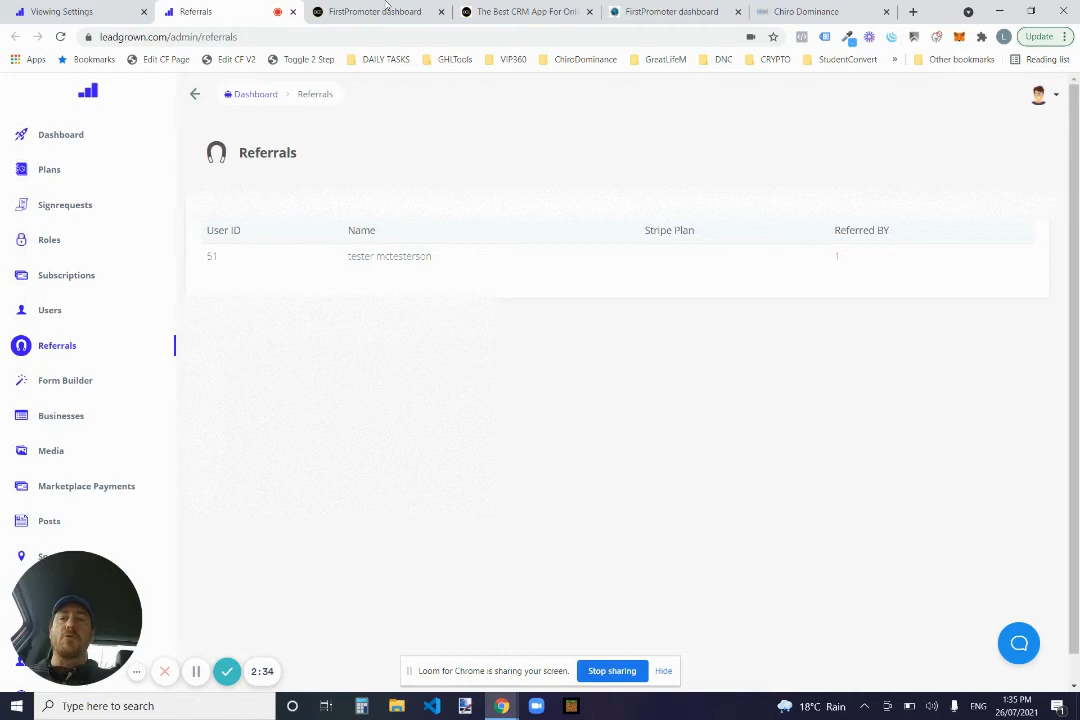 Viewing Settings
Referrals
FirstPromoter dashboard
The Best CRM App For Onli
FirstPromoter dashboard
Chiro Dominance
leadgrown.com/admin/referrals
L
Update
Apps
Bookmarks
Edit CF Page
Edit CF V2
Toggle 2 Step
DAILY TASKS
GHLTools
VIP360
ChiroDominance
GreatLifeM
DNC
CRYPTO
StudentConvert
»
Other bookmarks
Reading list
Dashboard
Referrals
Dashboard
Plans
Signrequests
Roles
Subscriptions
Users
Referrals
Form Builder
Businesses
Media
Marketplace Payments
Posts
Referrals
User ID
Name
Stripe Plan
Referred BY
51
tester mctesterson
1
2:34
Loom for Chrome is sharing your screen.
Stop sharing
Hide
Type here to search
18°C Rain
ENG
1:35 PM
26/07/2021
1